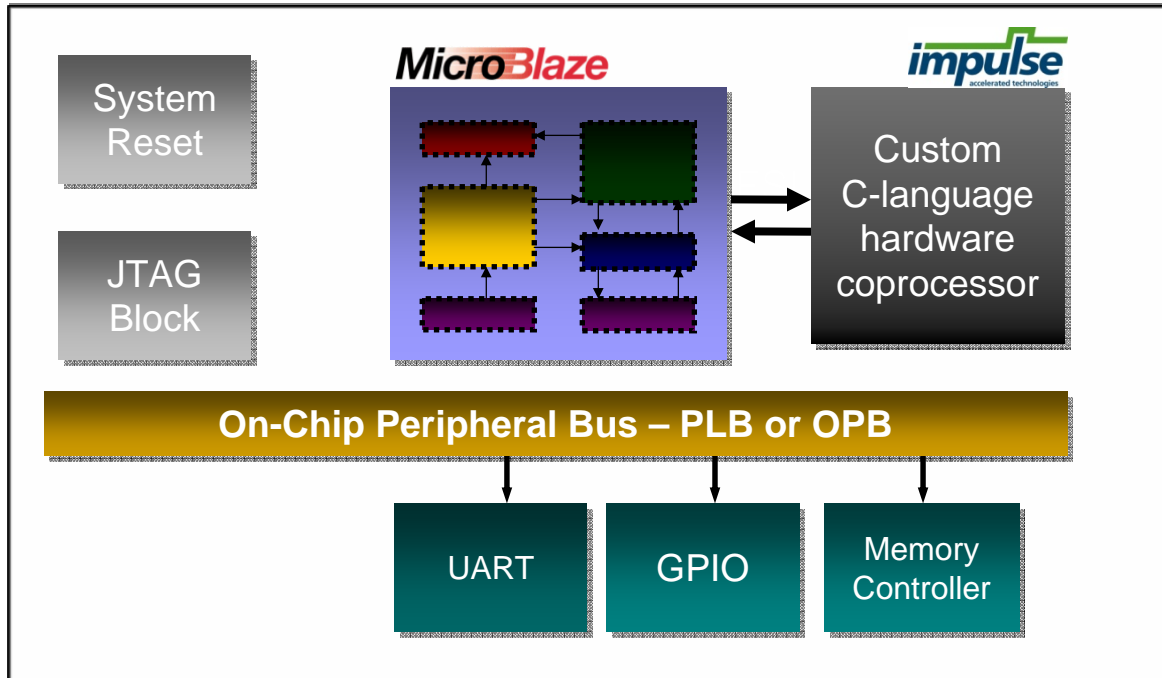 System
Reset
MicroBlaze
impulse
accelerated technologies
Custom
C-language
hardware
coprocessor
JTAG
Block
On-Chip Peripheral Bus – PLB or OPB
UART
GPIO
Memory
Controller